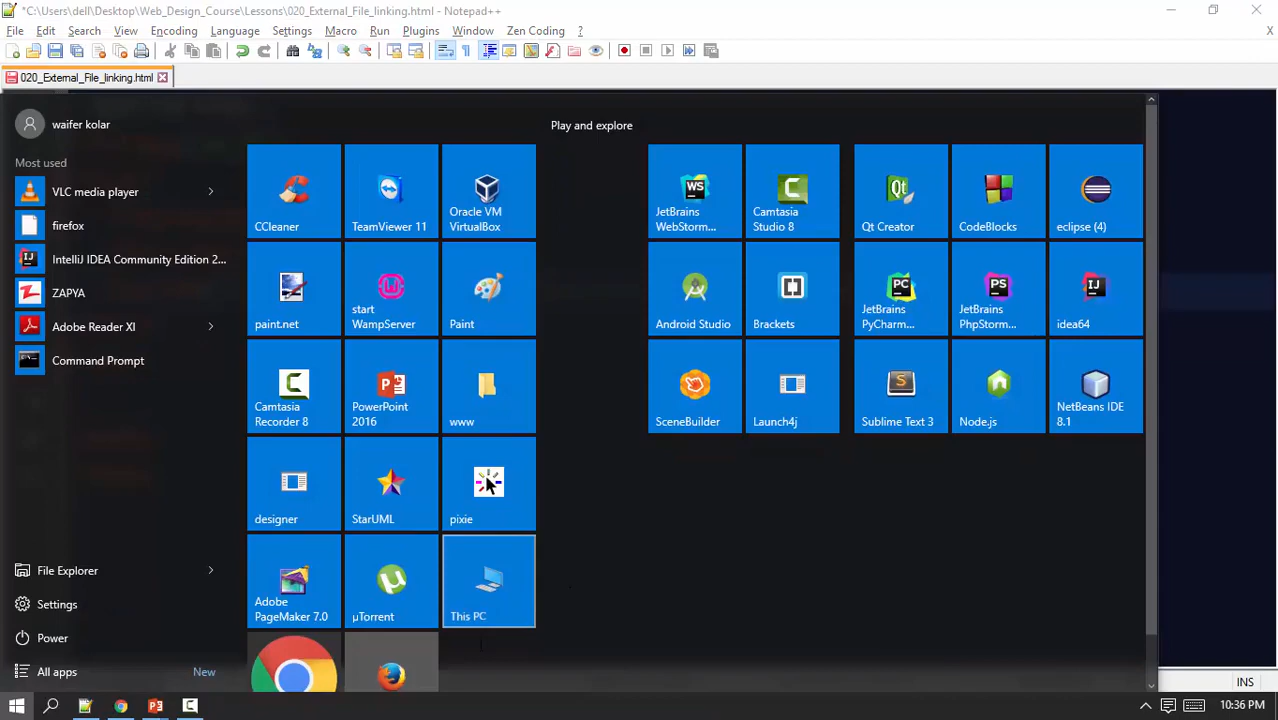 *C:\Users\dell\Desktop\Web_Design_Course\Lessons\020_External_File_linking.html - Notepad++
File Edit Search View Encoding Language Settings Macro Run Plugins Window Zen Coding ? X
020_External_File_linking.html
waifer kolar
Most used
VLC media player
firefox
IntelliJ IDEA Community Edition 2...
ZAPYA
Adobe Reader XI
Command Prompt
File Explorer
Settings
Power
All apps New
CCleaner
TeamViewer 11
Oracle VM
VirtualBox
paint.net
start
WampServer
Paint
Camtasia
Recorder 8
PowerPoint
2016
www
designer
StarUML
pixie
Adobe
PageMaker 7.0
µTorrent
This PC
Play and explore
WS
JetBrains
WebStorm...
Camtasia
Studio 8
Qt
Qt Creator
CodeBlocks
eclipse (4)
Android Studio
Brackets
PC
JetBrains
PyCharm...
PS
JetBrains
PhpStorm...
IJ
idea64
SceneBuilder
Launch4j
Sublime Text 3
Node.js
NetBeans IDE
8.1
INS
10:36 PM